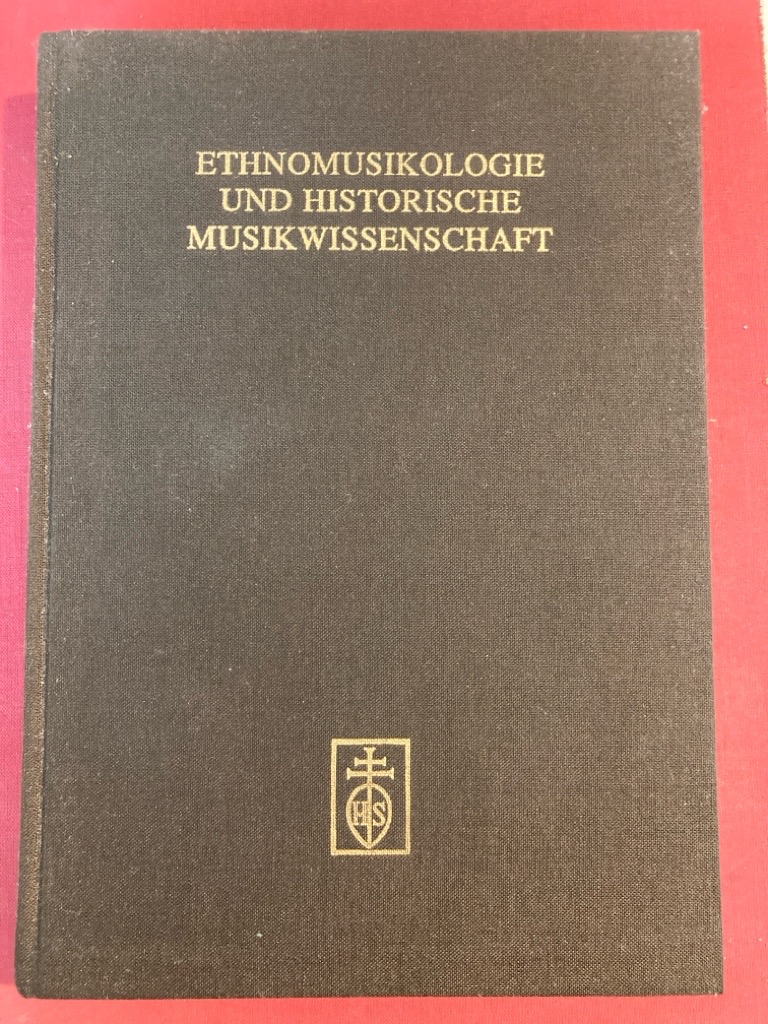 ETHNOMUSIKOLOGIE
UND HISTORISCHE
MUSIKWISSENSCHAFT
HS